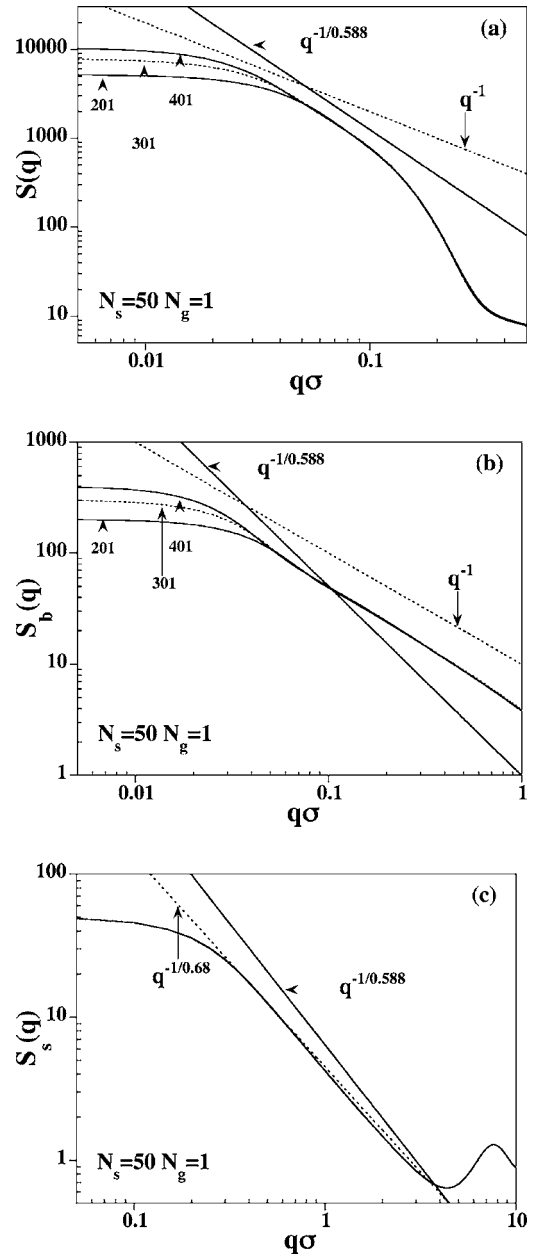 (a)
q^-1/0.588
q^-1
10000
1000
100
10
S(q)
201
401
301
N_s=50 N_g=1
0.01
0.1
qσ
(b)
q^-1/0.588
q^-1
1000
100
10
1
S_b(q)
201
401
301
N_s=50 N_g=1
0.01
0.1
1
qσ
(c)
q^-1/0.68
q^-1/0.588
100
10
1
S_s(q)
N_s=50 N_g=1
0.1
1
10
qσ